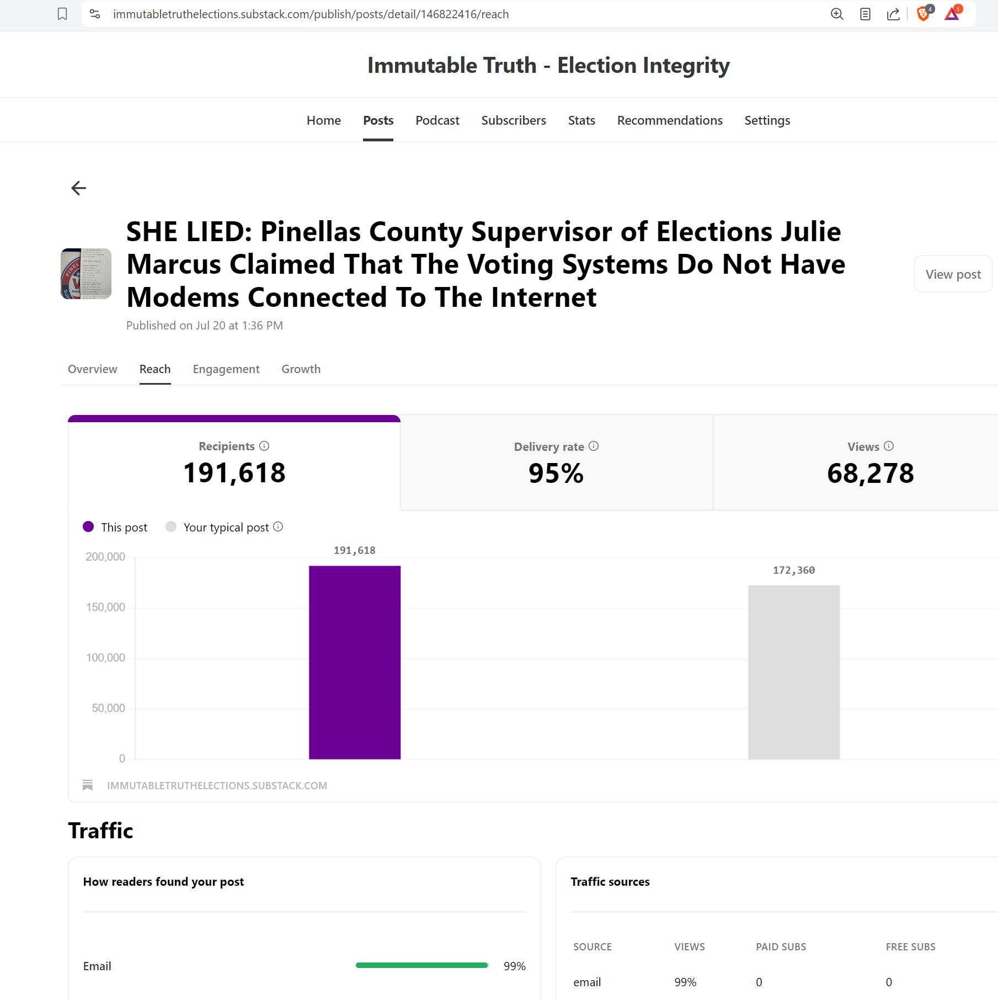 immutabletruthelections.substack.com/publish/posts/detail/146822416/reach
4
1
Immutable Truth - Election Integrity
Home Posts Podcast Subscribers Stats Recommendations Settings
SHE LIED: Pinellas County Supervisor of Elections Julie
Marcus Claimed That The Voting Systems Do Not Have
Modems Connected To The Internet
View post
Published on Jul 20 at 1:36 PM
Overview Reach Engagement Growth
Recipients
191,618
Delivery rate
95%
Views
68,278
This post Your typical post
191,618
172,360
200,000
150,000
100,000
50,000
0
IMMUTABLETRUTHELECTIONS.SUBSTACK.COM
Traffic
How readers found your post
Email 99%
Traffic sources
SOURCE VIEWS PAID SUBS FREE SUBS
email 99% 0 0